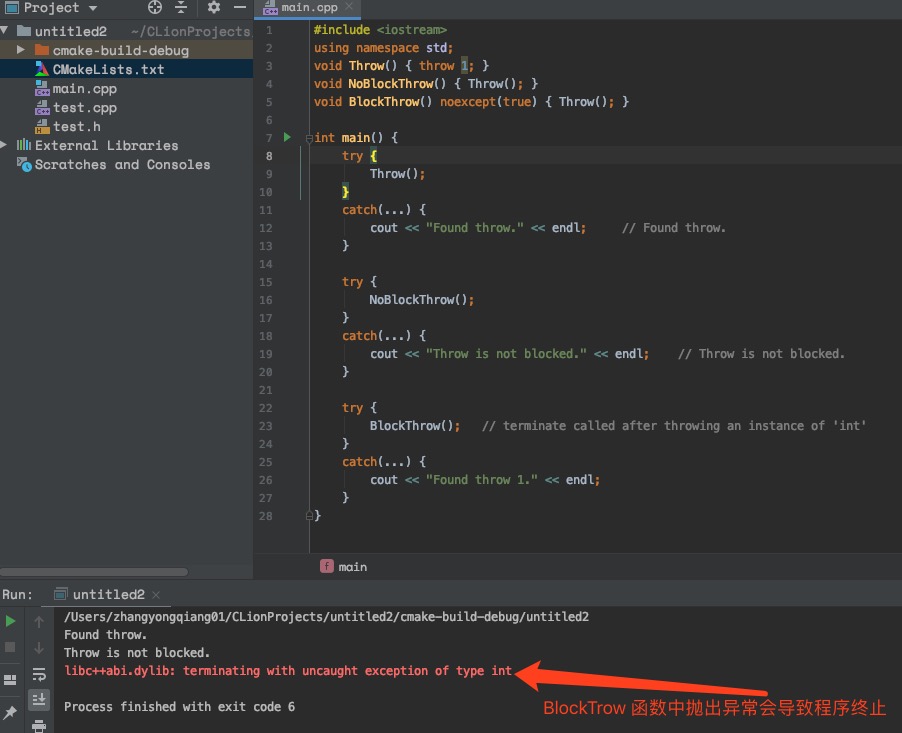 Project
main.cpp
untitled2 ~/CLionProjects
cmake-build-debug
CMakeLists.txt
main.cpp
test.cpp
test.h
External Libraries
Scratches and Consoles
1 #include <iostream>
2 using namespace std;
3 void Throw() { throw 1; }
4 void NoBlockThrow() { Throw(); }
5 void BlockThrow() noexcept(true) { Throw(); }
6
7 int main() {
8 try {
9 Throw();
10 }
11 catch(...) {
12 cout << "Found throw." << endl; // Found throw.
13 }
14
15 try {
16 NoBlockThrow();
17 }
18 catch(...) {
19 cout << "Throw is not blocked." << endl; // Throw is not blocked.
20 }
21
22 try {
23 BlockThrow(); // terminate called after throwing an instance of 'int'
24 }
25 catch(...) {
26 cout << "Found throw 1." << endl;
27 }
28 }
f main
Run: untitled2
/Users/zhangyongqiang01/CLionProjects/untitled2/cmake-build-debug/untitled2
Found throw.
Throw is not blocked.
libc++abi.dylib: terminating with uncaught exception of type int
Process finished with exit code 6
BlockTrow 函数中抛出异常会导致程序终止